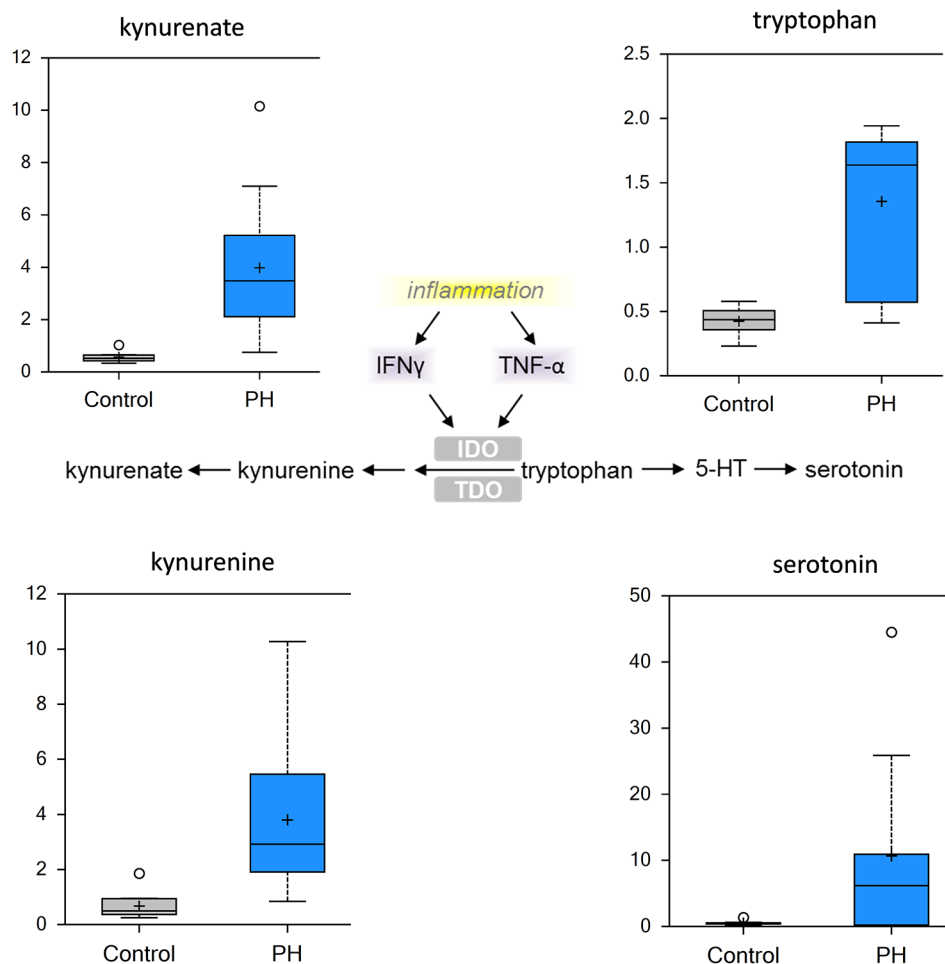 kynurenate
12
10
8
6
4
2
0
Control PH
tryptophan
2.5
2.0
1.5
1.0
0.5
0.0
Control PH
inflammation
IFNγ TNF-α
IDO
kynurenate kynurenine tryptophan 5-HT serotonin
TDO
kynurenine
12
10
8
6
4
2
0
Control PH
serotonin
50
40
30
20
10
0
Control PH